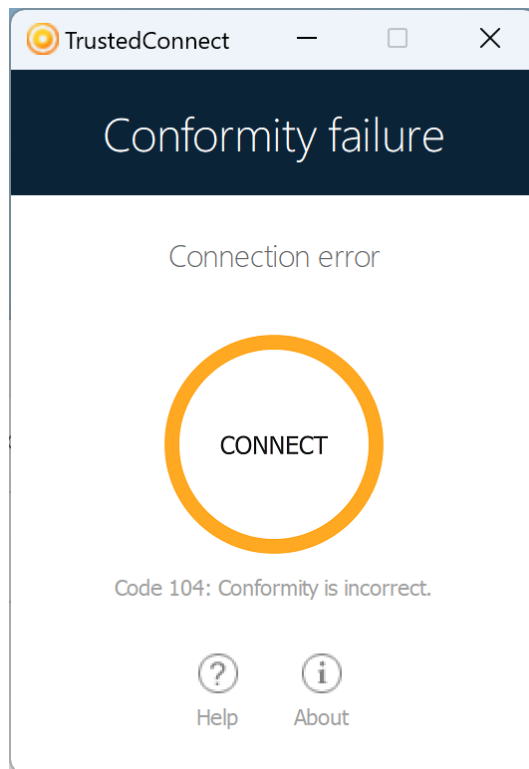 TrustedConnect
Conformity failure
Connection error
CONNECT
Code 104: Conformity is incorrect.
Help
About